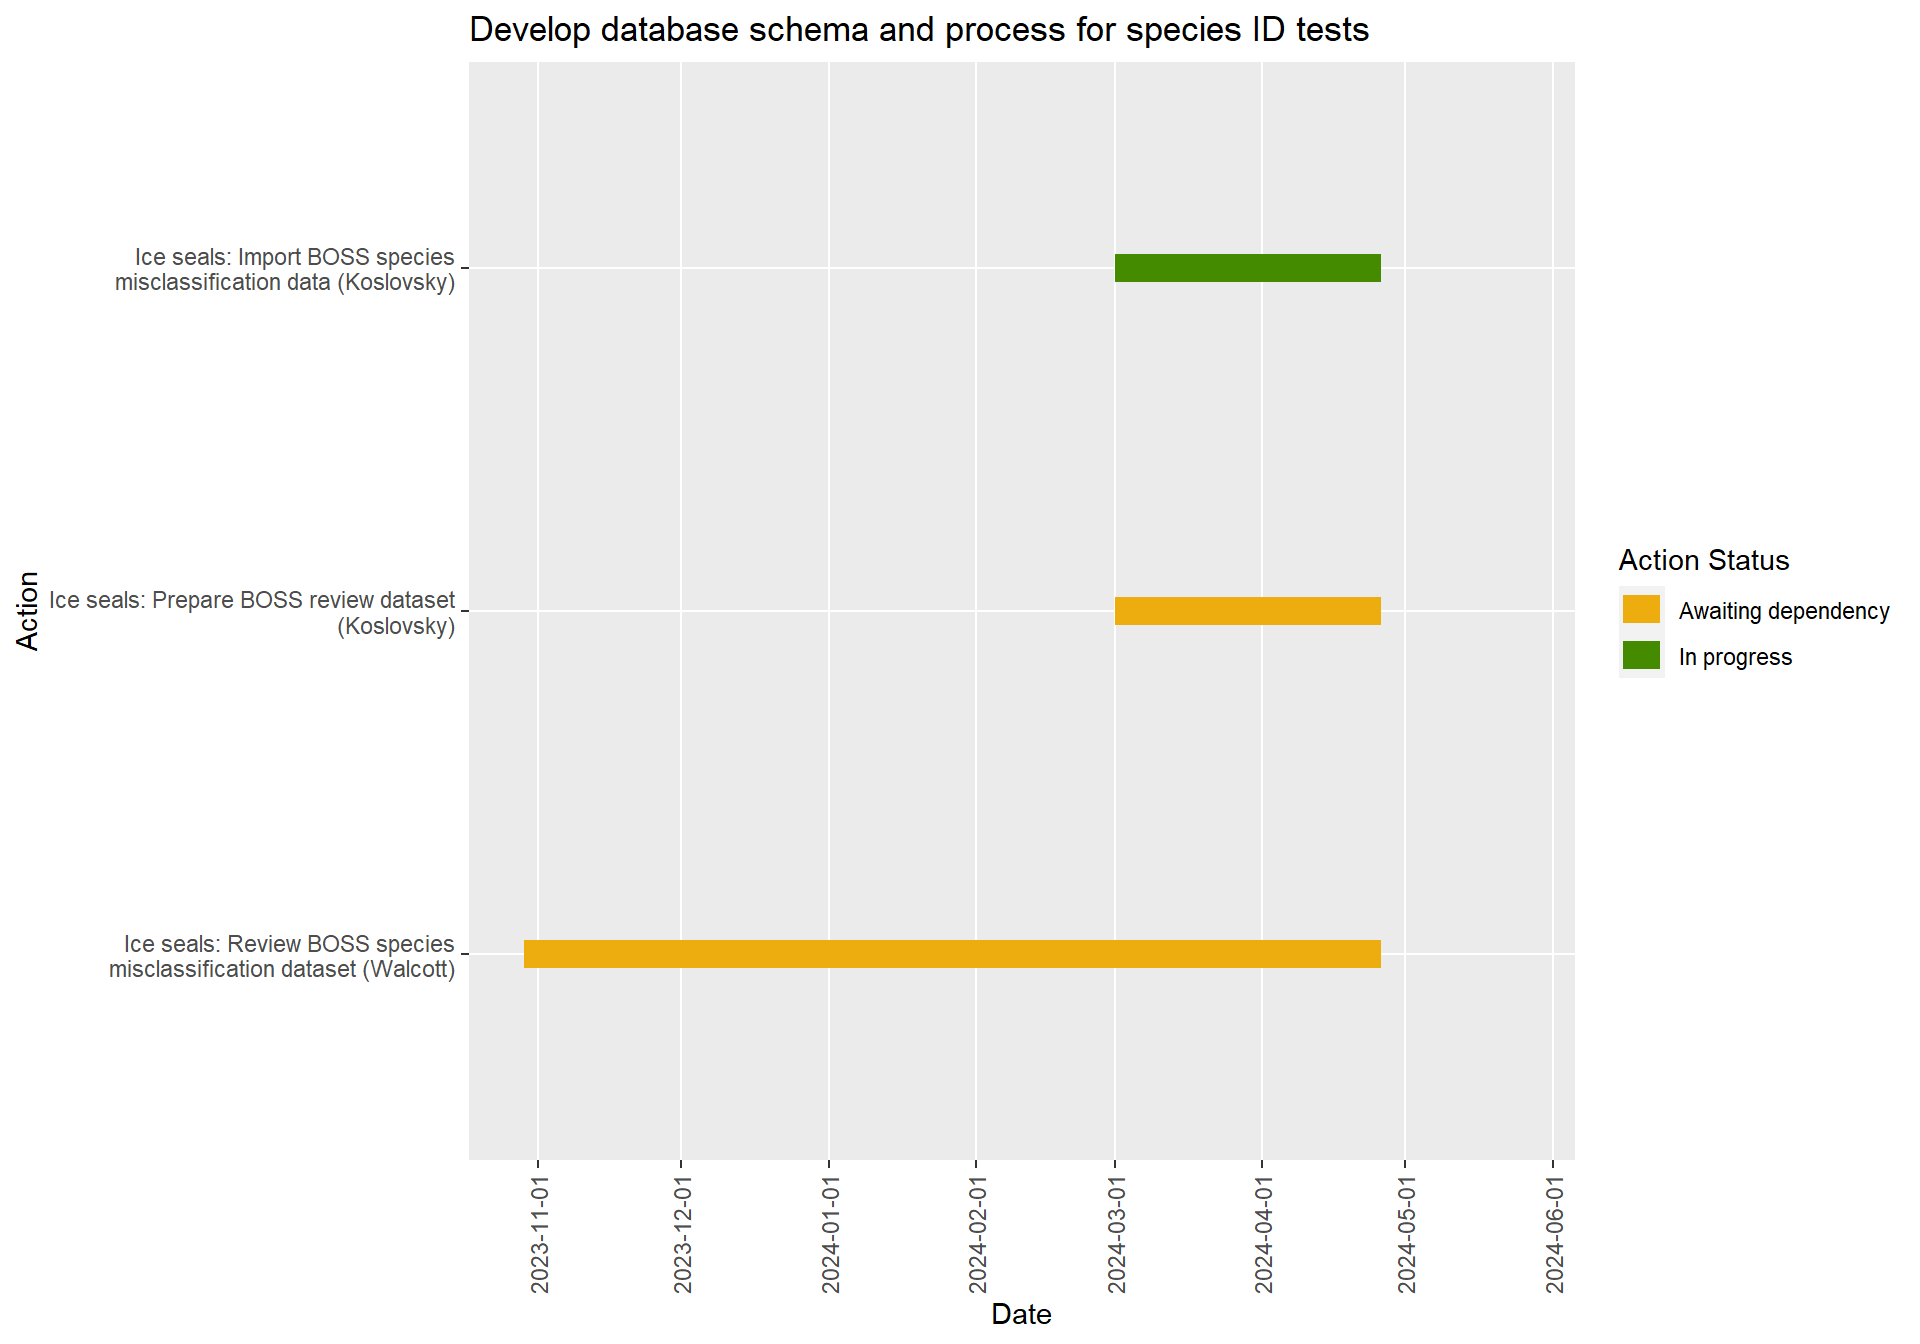 Develop database schema and process for species ID tests
Ice seals: Import BOSS species
misclassification data (Koslovsky)
Ice seals: Prepare BOSS review dataset
(Koslovsky)
Ice seals: Review BOSS species
misclassification dataset (Walcott)
Action
2023-11-01
2023-12-01
2024-01-01
2024-02-01
2024-03-01
2024-04-01
2024-05-01
2024-06-01
Date
Action Status
Awaiting dependency
In progress